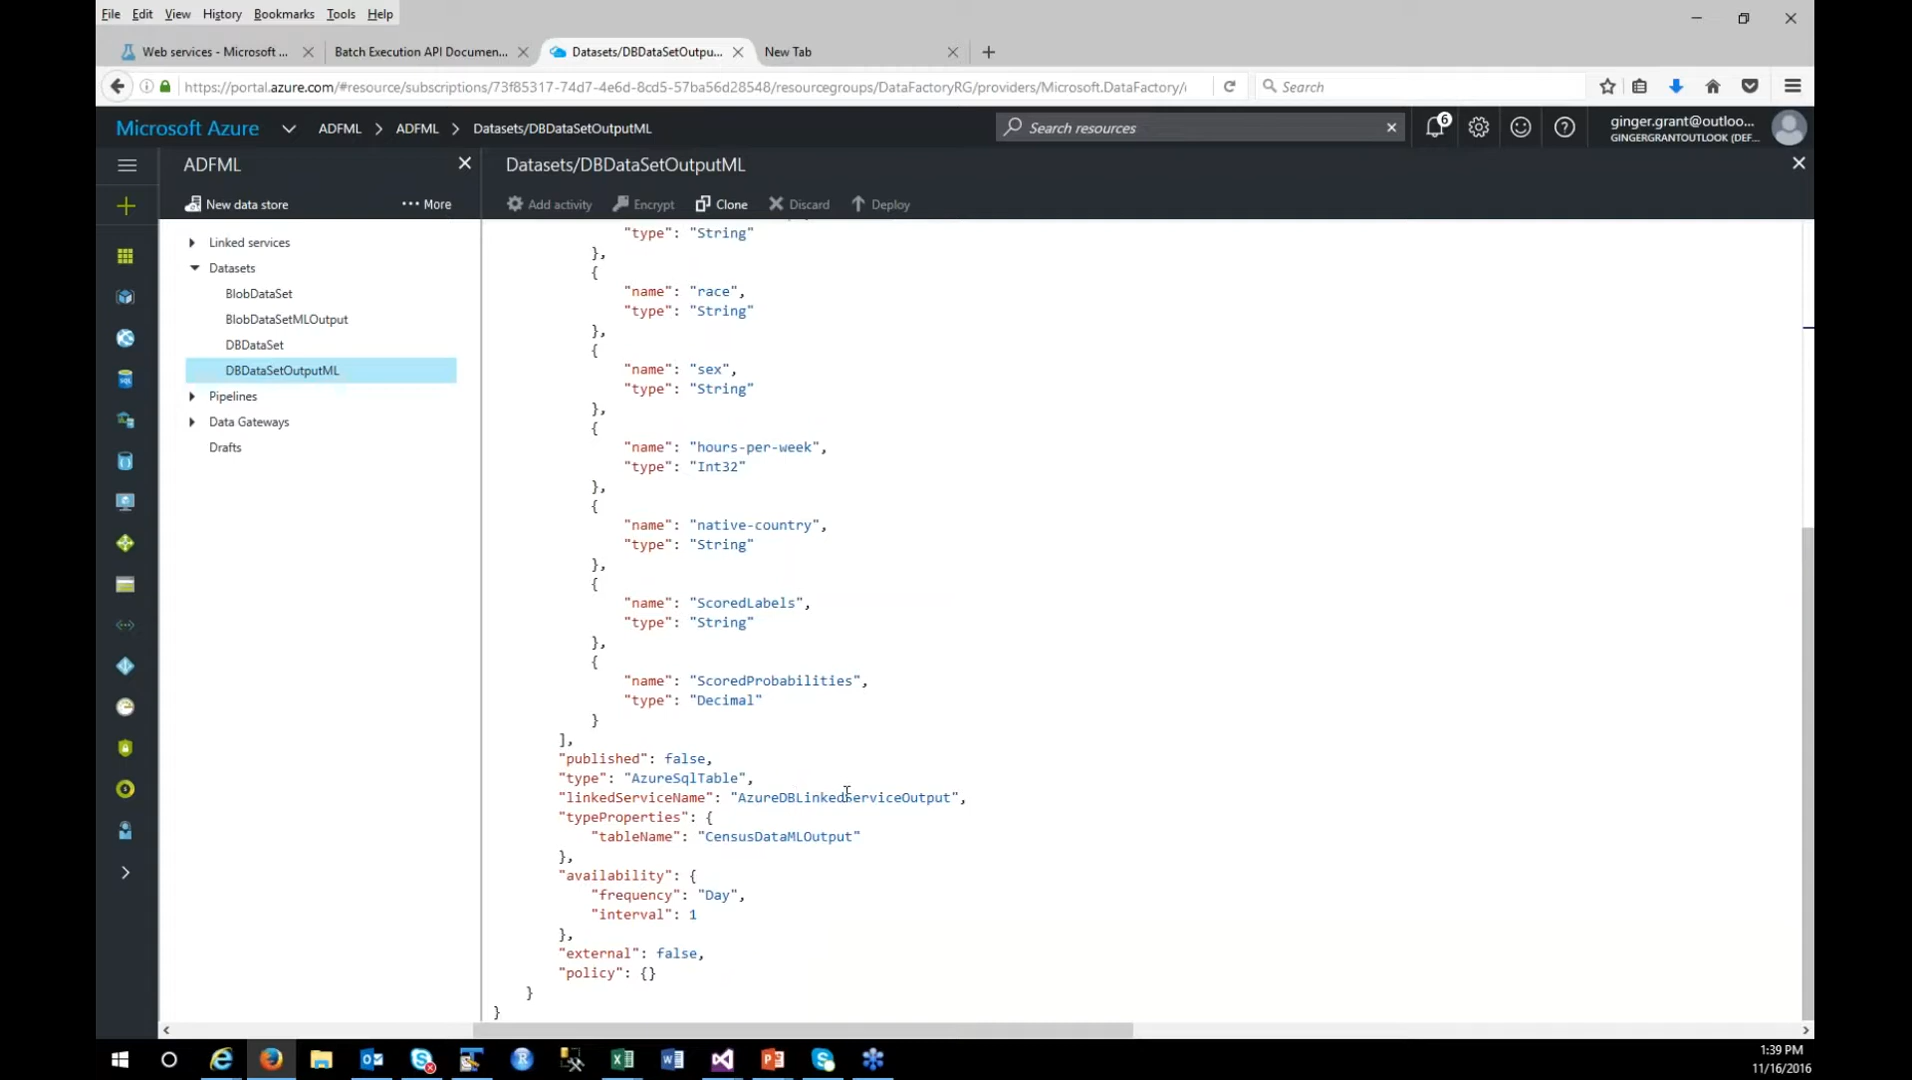 File Edit View History Bookmarks Tools Help
Web services - Microsoft ...
Batch Execution API Documen...
Datasets/DBDataSetOutpu...
New Tab
https://portal.azure.com/#resource/subscriptions/73f85317-74d7-4e6d-8cd5-57ba56d28548/resourcegroups/DataFactoryRG/providers/Microsoft.DataFactory/
Search
Microsoft Azure
ADFML > ADFML > Datasets/DBDataSetOutputML
Search resources
6
ginger.grant@outloo...
GINGERGRANTOUTLOOK (DEF...
ADFML
Datasets/DBDataSetOutputML
New data store
... More
Add activity
Encrypt
Clone
Discard
Deploy
Linked services
Datasets
BlobDataSet
BlobDataSetMLOutput
DBDataSet
DBDataSetOutputML
Pipelines
Data Gateways
Drafts
SQL
"type": "String"
},
{
"name": "race",
"type": "String"
},
{
"name": "sex",
"type": "String"
},
{
"name": "hours-per-week",
"type": "Int32"
},
{
"name": "native-country",
"type": "String"
},
{
"name": "ScoredLabels",
"type": "String"
},
{
"name": "ScoredProbabilities",
"type": "Decimal"
}
],
"published": false,
"type": "AzureSqlTable",
"linkedServiceName": "AzureDBLinkedServiceOutput",
"typeProperties": {
"tableName": "CensusDataMLOutput"
},
"availability": {
"frequency": "Day",
"interval": 1
},
"external": false,
"policy": {}
}
}
1:39 PM
11/16/2016